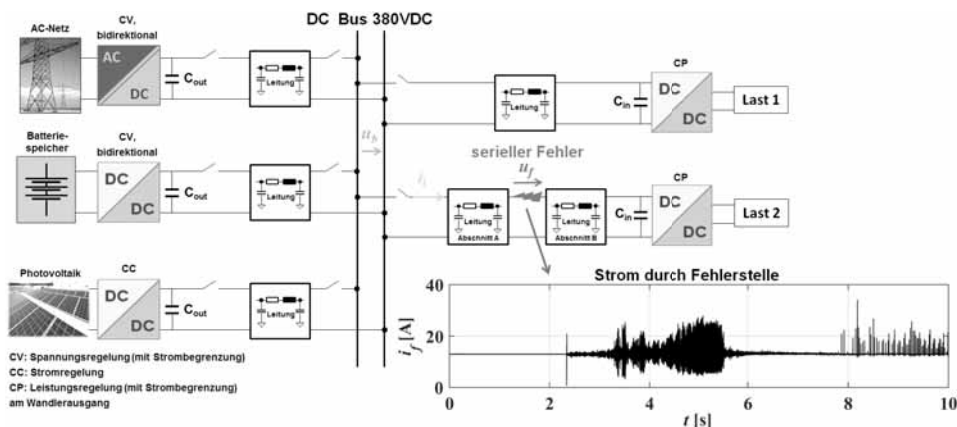 DC Bus 380VDC
AC-Netz
CV,
bidirektional
AC
DC
Cout
Leitung
Leitung
CP
Cin
DC
DC
Last 1
Batterie-
speicher
CV,
bidirektional
DC
DC
Cout
Leitung
ub
serieller Fehler
uf
Leitung
Abschnitt A
Leitung
Abschnitt B
CP
Cin
DC
DC
Last 2
Photovoltaik
CC
DC
DC
Cout
Leitung
CV: Spannungsregelung (mit Strombegrenzung)
CC: Stromregelung
CP: Leistungsregelung (mit Strombegrenzung)
am Wandlerausgang
Strom durch Fehlerstelle
if [A]
40
20
0
0 2 4 6 8 10
t [s]